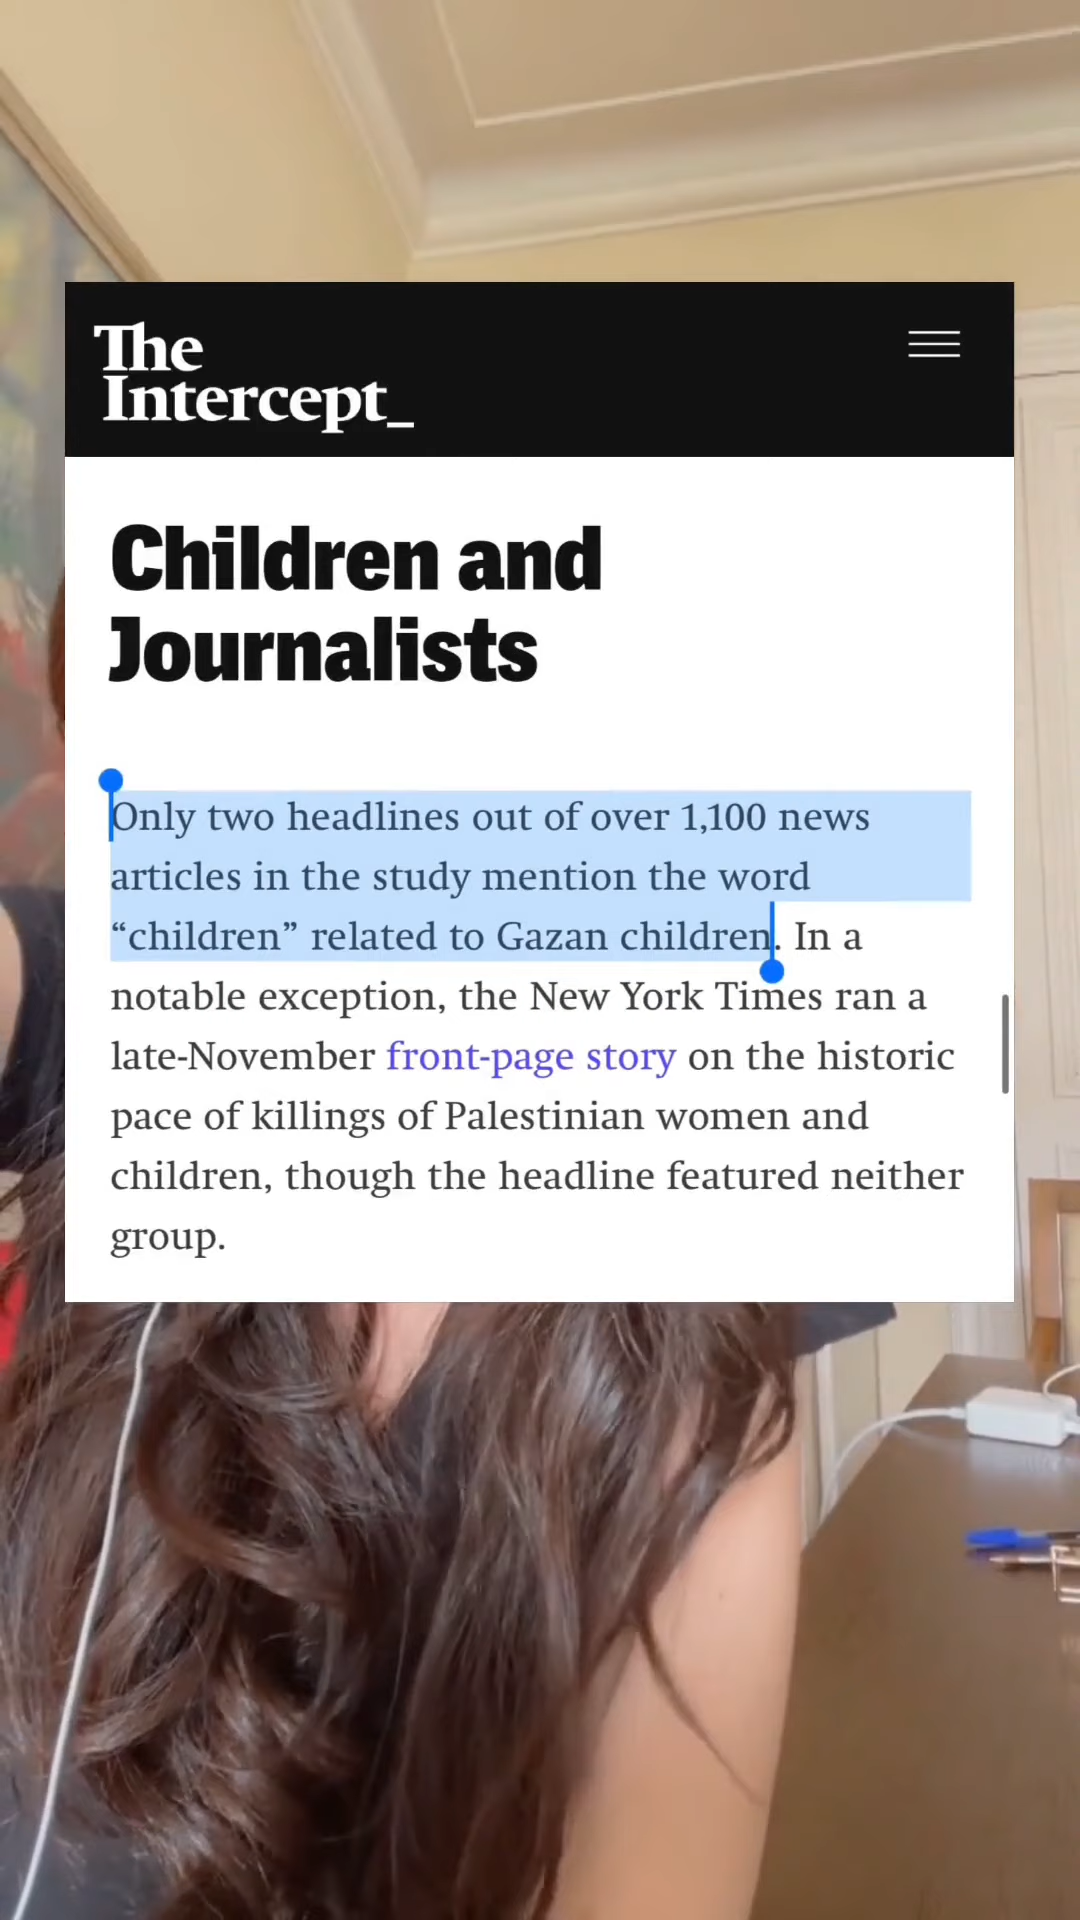 The
Intercept_
Children and
Journalists
Only two headlines out of over 1,100 news
articles in the study mention the word
“children” related to Gazan children. In a
notable exception, the New York Times ran a
late-November front-page story on the historic
pace of killings of Palestinian women and
children, though the headline featured neither
group.